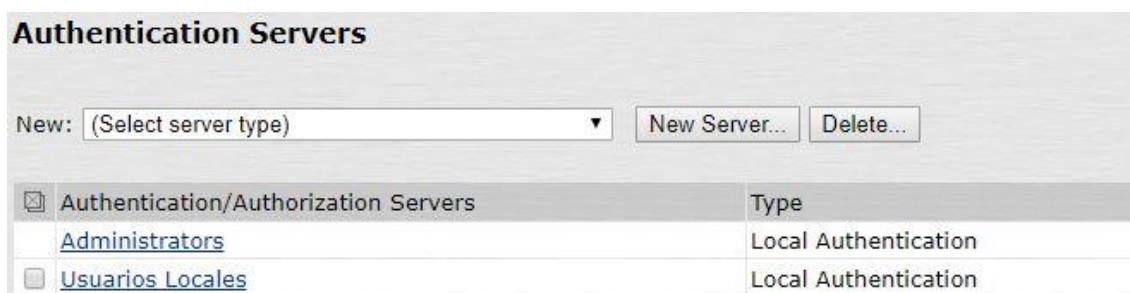 Authentication Servers
New: (Select server type) New Server... Delete...
Authentication/Authorization Servers Type
Administrators Local Authentication
Usuarios Locales Local Authentication